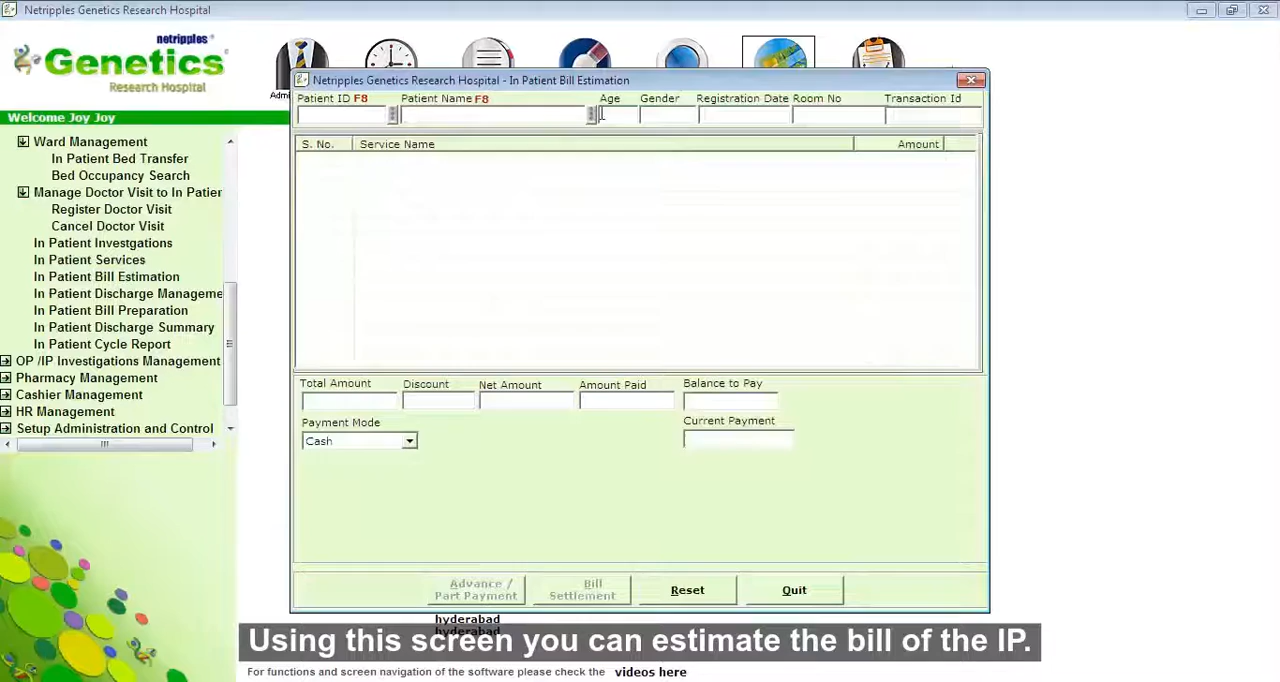 Netripples Genetics Research Hospital
netripples
Genetics
Research Hospital
Welcome Joy Joy
Ward Management
In Patient Bed Transfer
Bed Occupancy Search
Manage Doctor Visit to In Patien
Register Doctor Visit
Cancel Doctor Visit
In Patient Investgations
In Patient Services
In Patient Bill Estimation
In Patient Discharge Manageme
In Patient Bill Preparation
In Patient Discharge Summary
In Patient Cycle Report
OP /IP Investigations Management
Pharmacy Management
Cashier Management
HR Management
Setup Administration and Control
Admi
Netripples Genetics Research Hospital - In Patient Bill Estimation
Patient ID F8 Patient Name F8 Age Gender Registration Date Room No Transaction Id
S. No. Service Name Amount
Total Amount Discount Net Amount Amount Paid Balance to Pay
Payment Mode Current Payment
Cash
Advance / Part Payment Bill Settlement Reset Quit
hyderabad
hyderabad
Using this screen you can estimate the bill of the IP.
For functions and screen navigation of the software please check the videos here